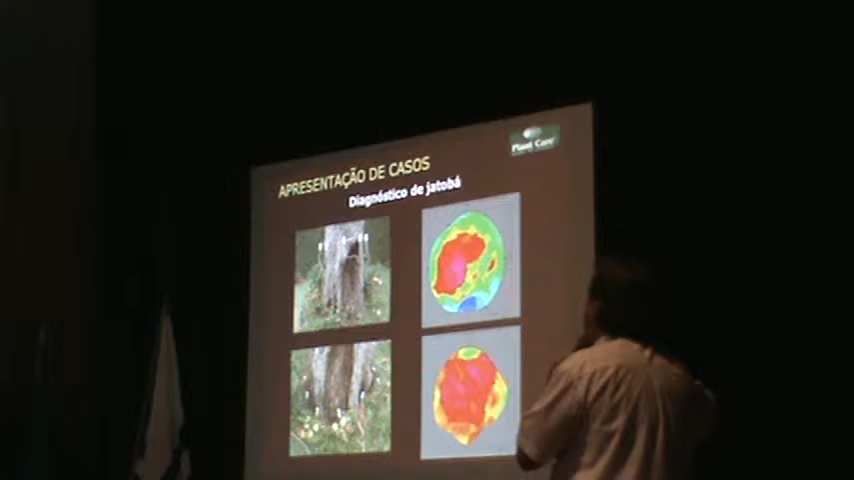 Plant Care
APRESENTAÇÃO DE CASOS
Diagnóstico de jatobá